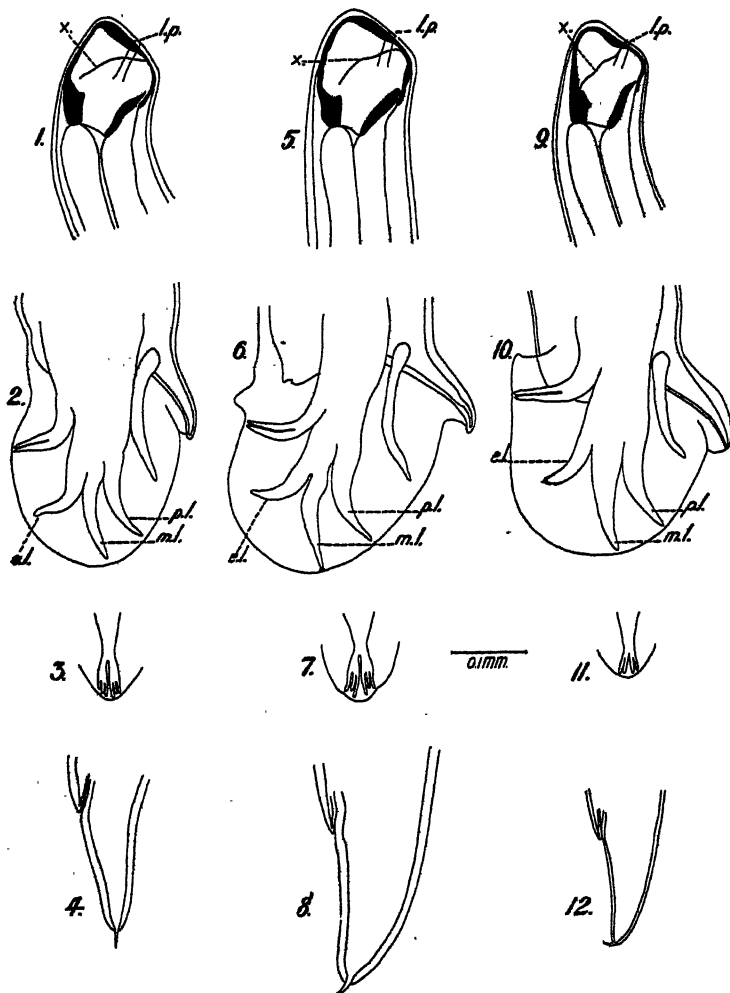 x. l.p. x. l.p. x. l.p.
1. 5. 9.
2. 6. 10.
e.l. m.l. p.l. e.l. m.l. p.l. e.l. m.l. p.l.
3. 7. 0.1mm. 11.
4. 8. 12.